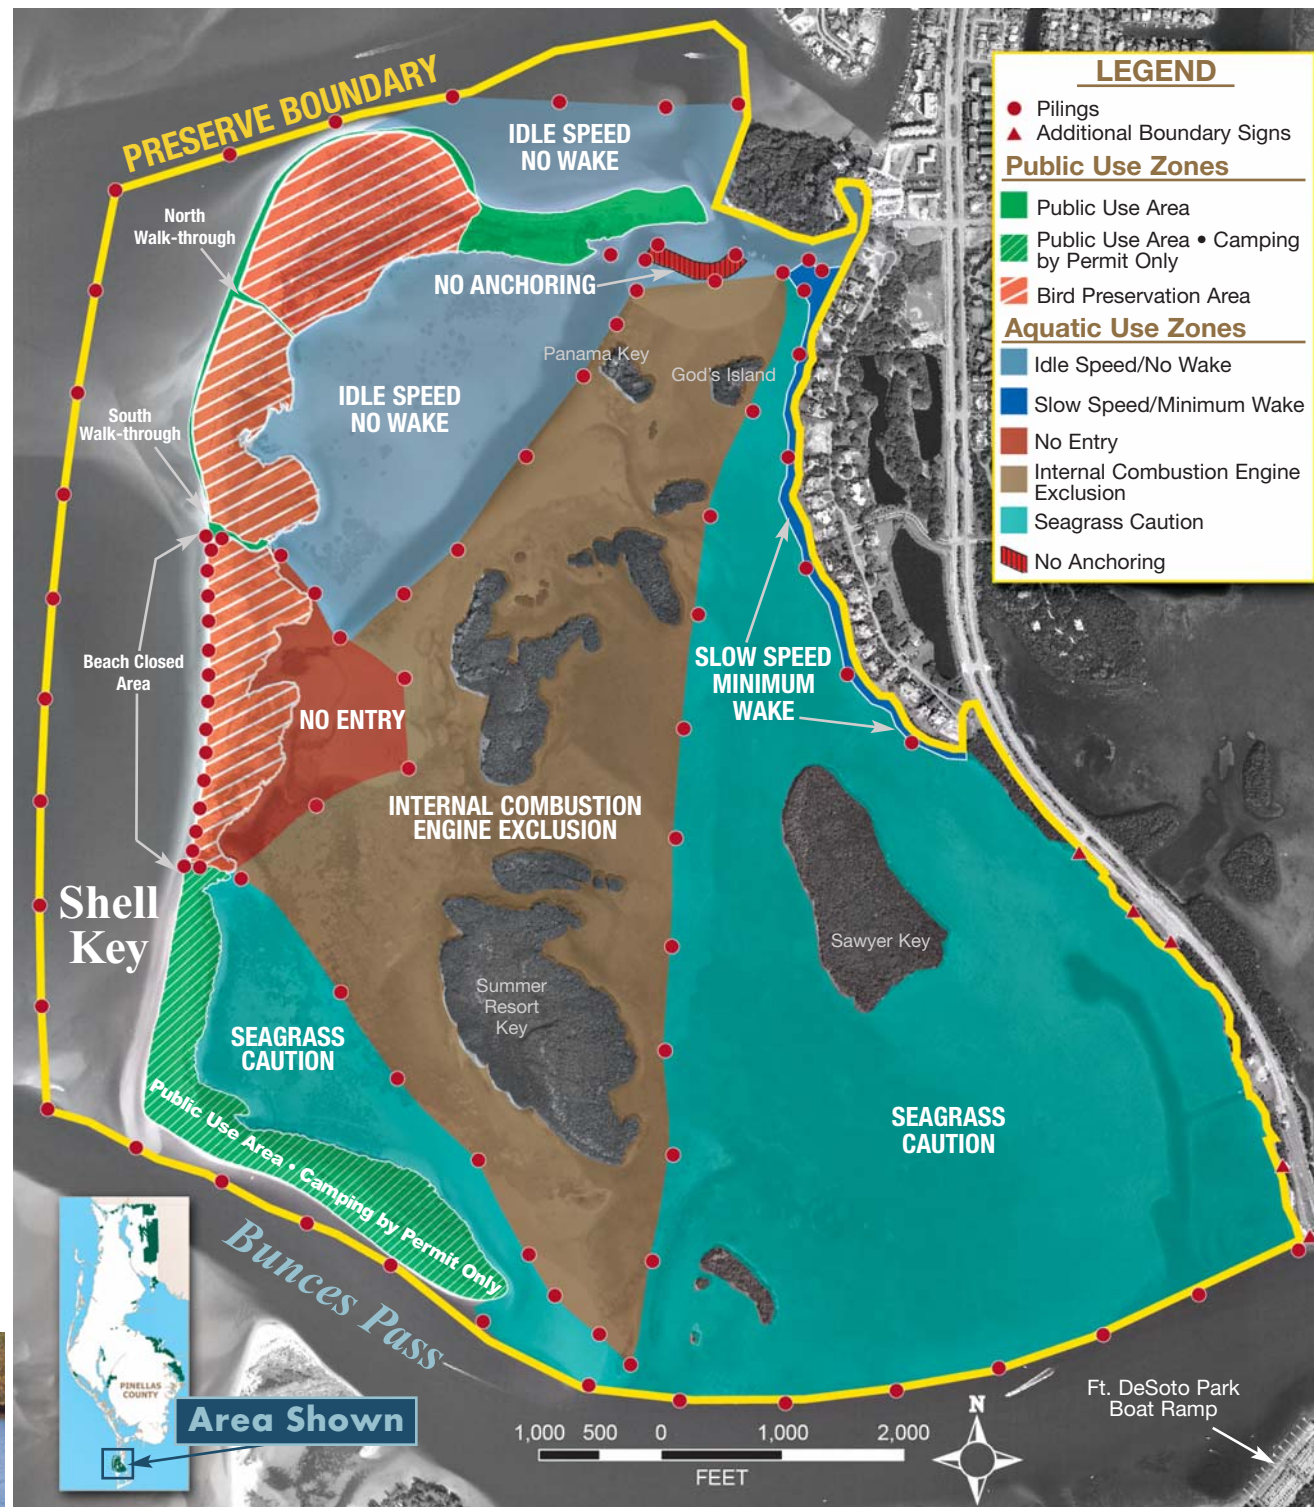 PRESERVE BOUNDARY
LEGEND
Pilings
Additional Boundary Signs
Public Use Zones
Public Use Area
Public Use Area • Camping
by Permit Only
Bird Preservation Area
Aquatic Use Zones
Idle Speed/No Wake
Slow Speed/Minimum Wake
No Entry
Internal Combustion Engine
Exclusion
Seagrass Caution
No Anchoring
IDLE SPEED
NO WAKE
North
Walk-through
NO ANCHORING
Panama Key
God's Island
IDLE SPEED
NO WAKE
South
Walk-through
Beach Closed
Area
SLOW SPEED
MINIMUM
WAKE
NO ENTRY
INTERNAL COMBUSTION
ENGINE EXCLUSION
Shell
Key
Sawyer Key
Summer
Resort
Key
SEAGRASS
CAUTION
Public Use Area • Camping by Permit Only
SEAGRASS
CAUTION
Bunces Pass
PINELLAS
COUNTY
Area Shown
Ft. DeSoto Park
Boat Ramp
N
1,000 500 0 1,000 2,000
FEET